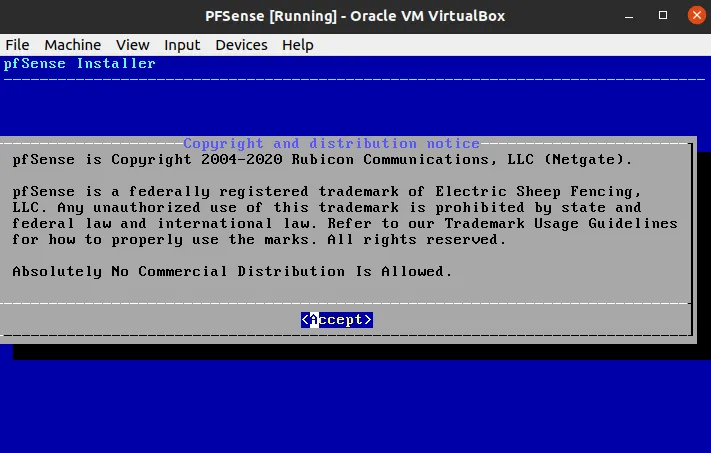 PFSense [Running] - Oracle VM VirtualBox
File Machine View Input Devices Help
pfSense Installer
Copyright and distribution notice
pfSense is Copyright 2004-2020 Rubicon Communications, LLC (Netgate).
pfSense is a federally registered trademark of Electric Sheep Fencing,
LLC. Any unauthorized use of this trademark is prohibited by state and
federal law and international law. Refer to our Trademark Usage Guidelines
for how to properly use the marks. All rights reserved.
Absolutely No Commercial Distribution Is Allowed.
<Accept>